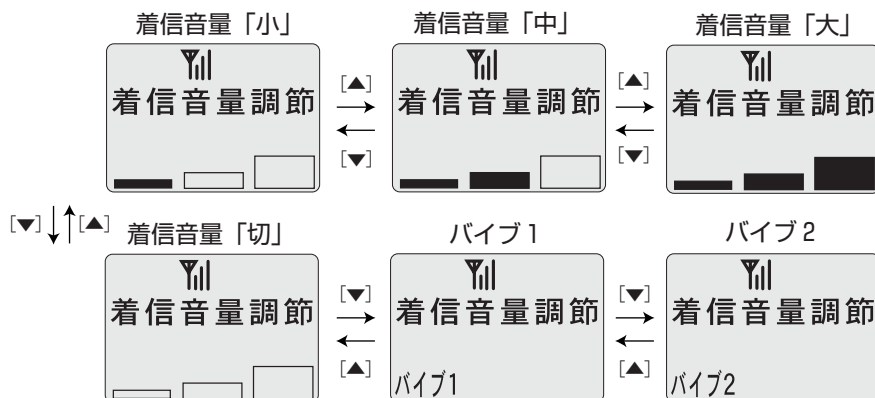 着信音量「小」
着信音量調節
[▲]
[▼]
着信音量「中」
着信音量調節
[▲]
[▼]
着信音量「大」
着信音量調節
[▼] [▲]
着信音量「切」
着信音量調節
[▼]
[▲]
バイブ1
着信音量調節
バイブ1
[▼]
[▲]
バイブ2
着信音量調節
バイブ2